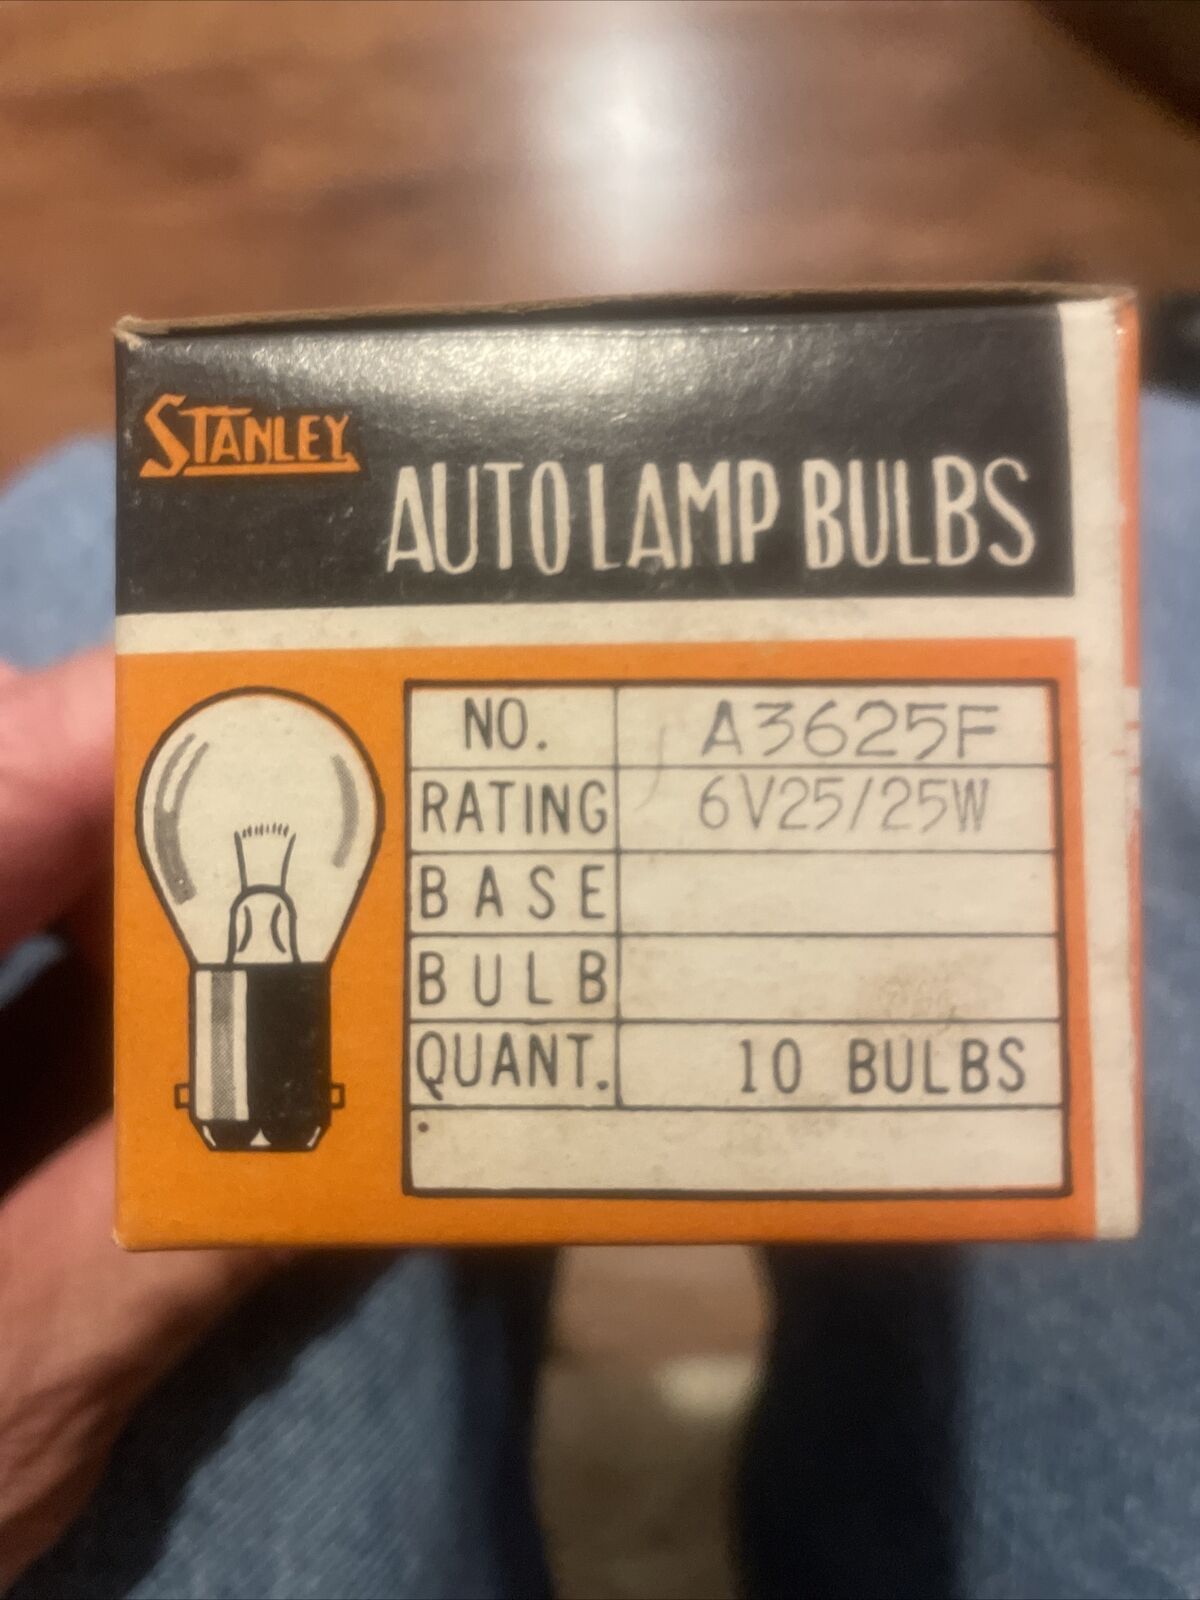 STANLEY
AUTO LAMP BULBS
NO. A3625F
RATING 6V25/25W
BASE
BULB
QUANT. 10 BULBS